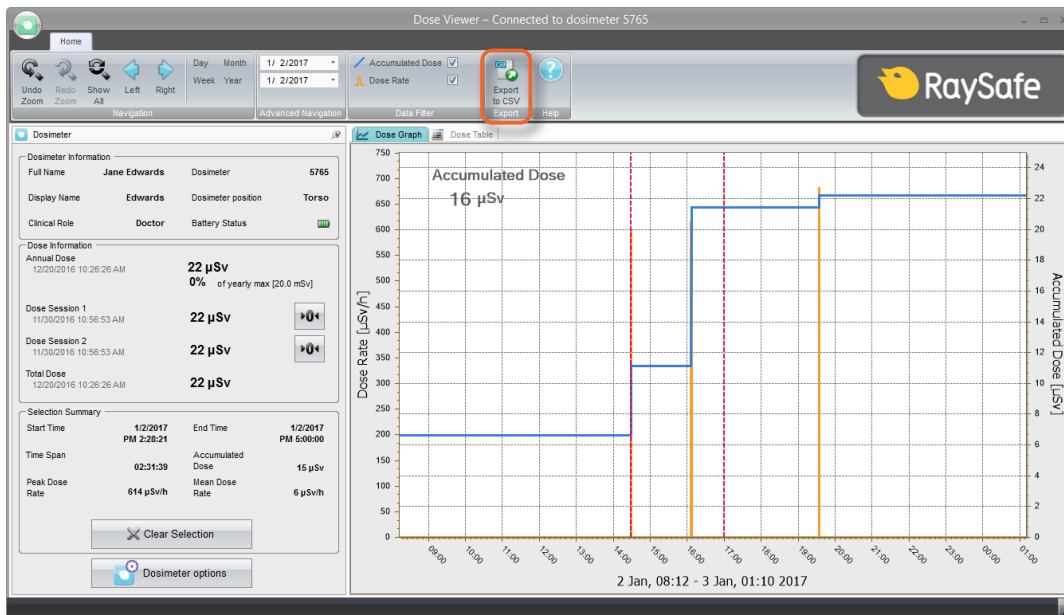 Dose Viewer – Connected to dosimeter 5765
Home
Undo Zoom
Redo Zoom
Show All
Left
Right
Day Month
Week Year
Navigation
1/ 2/2017
1/ 2/2017
Advanced Navigation
Accumulated Dose
Dose Rate
Data Filter
CSV
Export to CSV
Export
?
Help
RaySafe
Dosimeter
Dosimeter Information
Full Name Jane Edwards Dosimeter 5765
Display Name Edwards Dosimeter position Torso
Clinical Role Doctor Battery Status
Dose Information
Annual Dose
12/20/2016 10:26:26 AM 22 µSv
0% of yearly max [20.0 mSv]
Dose Session 1
11/30/2016 10:56:53 AM 22 µSv 0
Dose Session 2
11/30/2016 10:56:53 AM 22 µSv 0
Total Dose
12/20/2016 10:26:26 AM 22 µSv
Selection Summary
Start Time 1/2/2017 PM 2:28:21 End Time 1/2/2017 PM 5:00:00
Time Span 02:31:39 Accumulated Dose 15 µSv
Peak Dose Rate 614 µSv/h Mean Dose Rate 6 µSv/h
Clear Selection
Dosimeter options
Dose Graph Dose Table
Accumulated Dose
16 µSv
Dose Rate [µSv/h]
750
700
650
600
550
500
450
400
350
300
250
200
150
100
50
0
Accumulated Dose [µSv]
24
22
20
18
16
14
12
10
8
6
4
2
0
09:00 10:00 11:00 12:00 13:00 14:00 15:00 16:00 17:00 18:00 19:00 20:00 21:00 22:00 23:00 00:00 01:00
2 Jan, 08:12 - 3 Jan, 01:10 2017